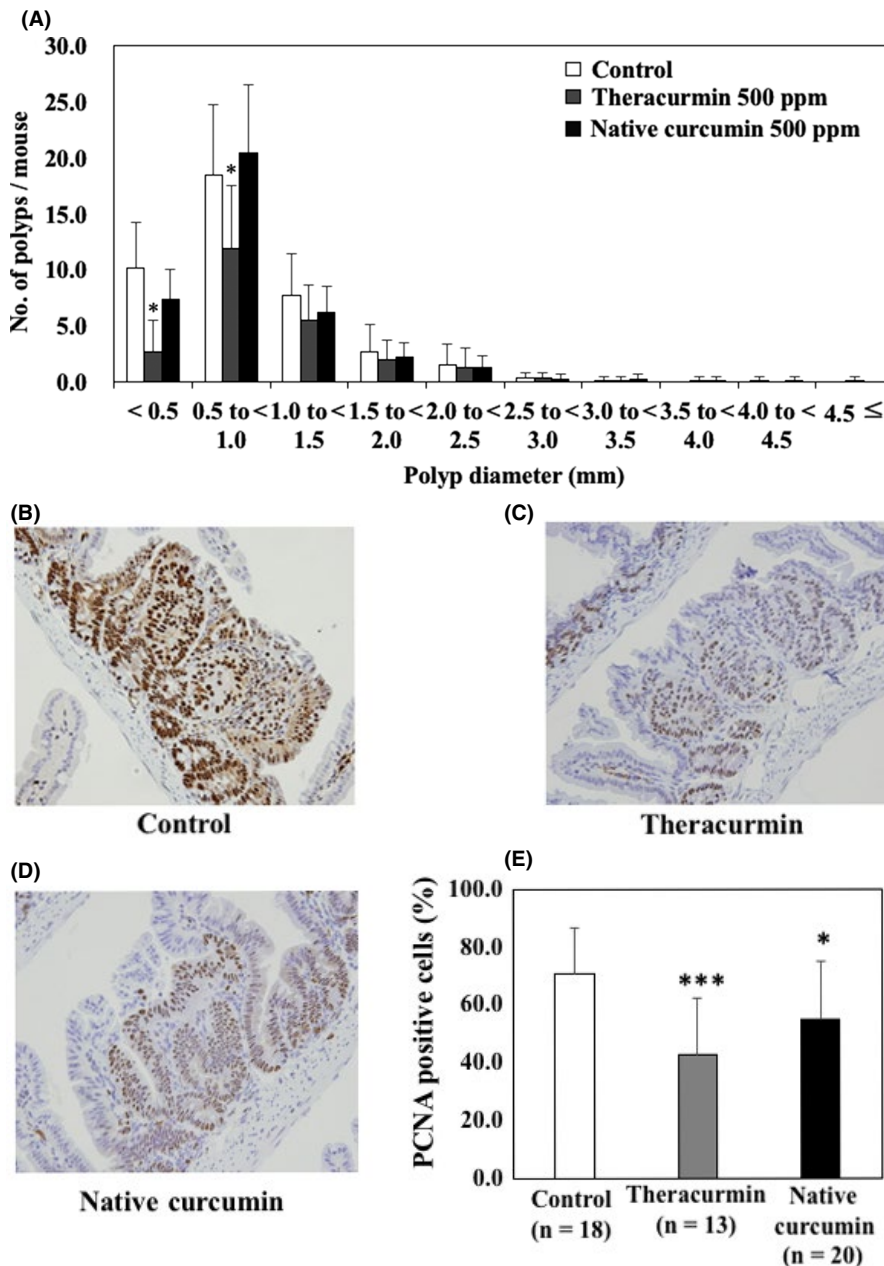 (A)
No. of polyps / mouse
30.0
25.0
20.0
15.0
10.0
5.0
0.0
Control
Theracurmin 500 ppm
Native curcumin 500 ppm
*
*
< 0.5 0.5 to < 1.0 to < 1.5 to < 2.0 to < 2.5 to < 3.0 to < 3.5 to < 4.0 to < 4.5 ≤
1.0 1.5 2.0 2.5 3.0 3.5 4.0 4.5
Polyp diameter (mm)
(B)
Control
(C)
Theracurmin
(D)
Native curcumin
(E)
PCNA positive cells (%)
100.0
80.0
60.0
40.0
20.0
0.0
***
*
Control
(n = 18)
Theracurmin
(n = 13)
Native
curcumin
(n = 20)